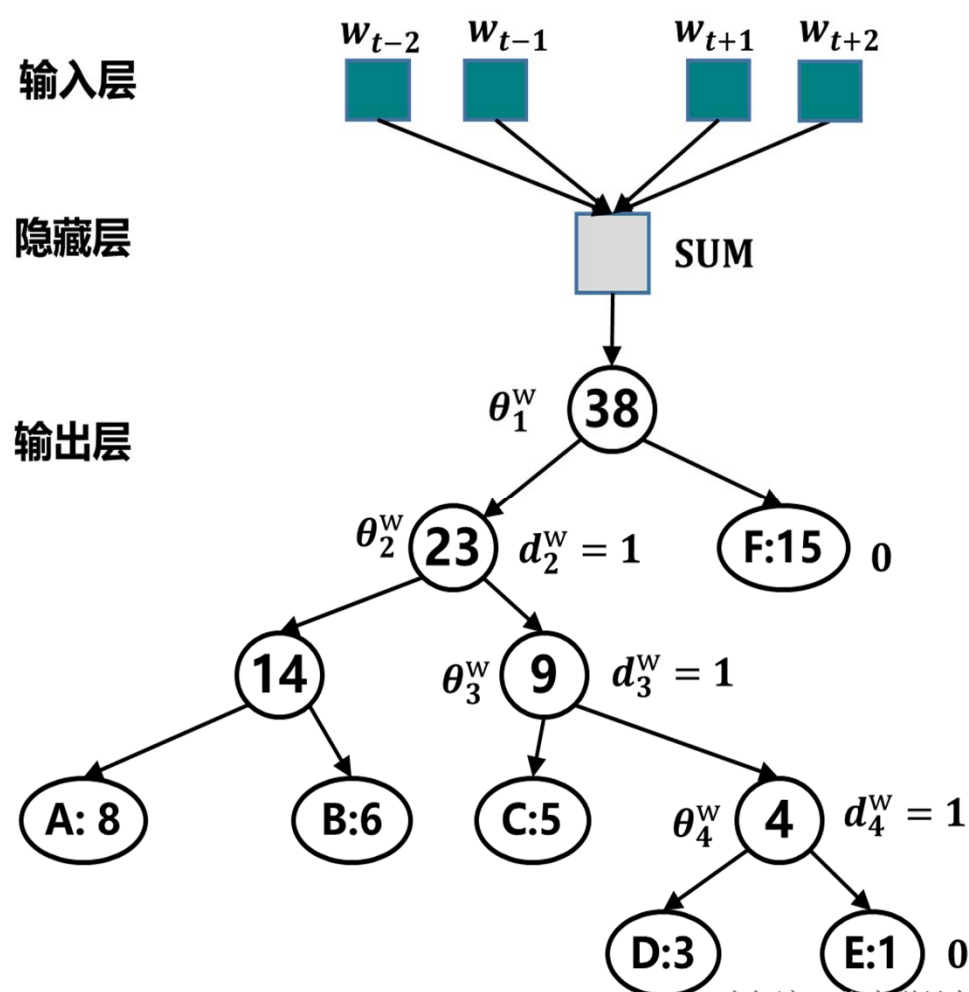 w_{t−2} w_{t−1} w_{t+1} w_{t+2}
输入层
隐藏层
SUM
θ_1^w 38
输出层
θ_2^w 23 d_2^w = 1 F:15 0
14 θ_3^w 9 d_3^w = 1
A: 8 B:6 C:5 θ_4^w 4 d_4^w = 1
D:3 E:1 0